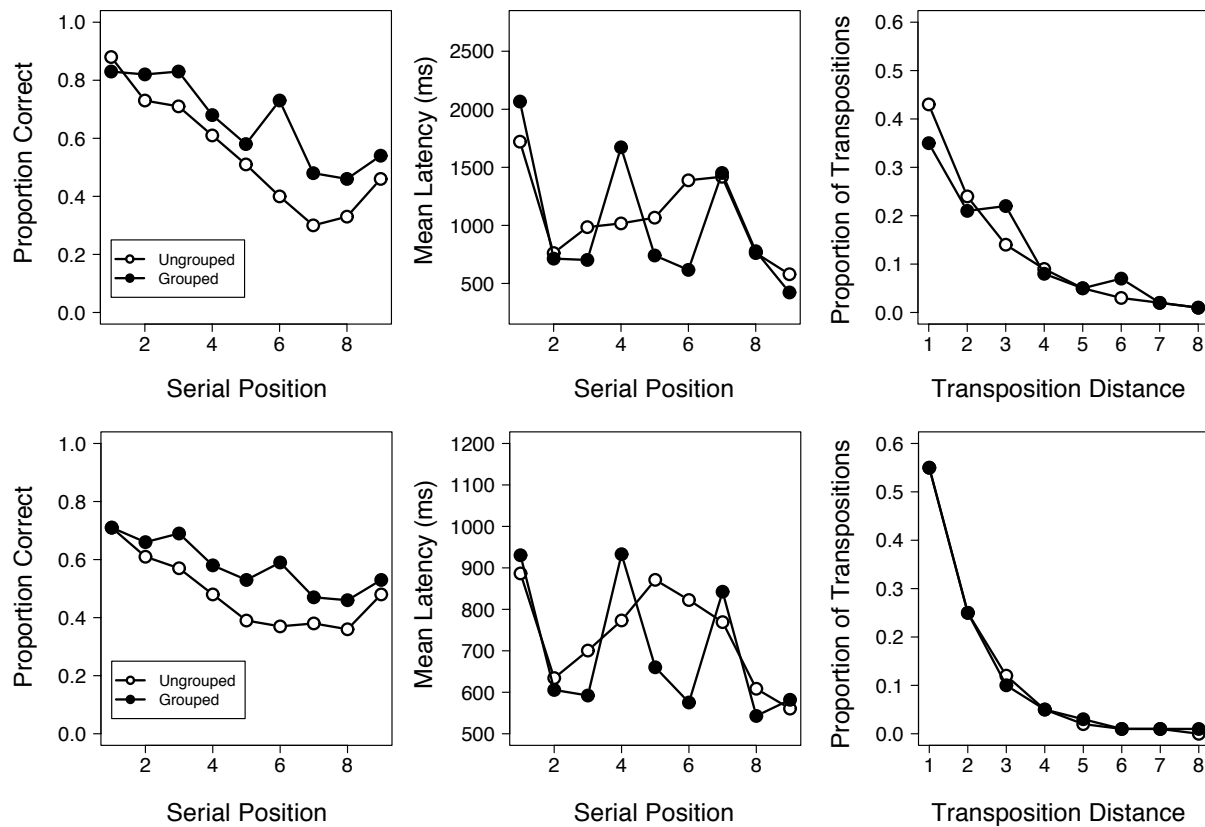 Proportion Correct
1.0
0.8
0.6
0.4
0.2
0.0
Ungrouped
Grouped
2 4 6 8
Serial Position
Mean Latency (ms)
2500
2000
1500
1000
500
2 4 6 8
Serial Position
Proportion of Transpositions
0.6
0.5
0.4
0.3
0.2
0.1
0.0
1 2 3 4 5 6 7 8
Transposition Distance
Proportion Correct
1.0
0.8
0.6
0.4
0.2
0.0
Ungrouped
Grouped
2 4 6 8
Serial Position
Mean Latency (ms)
1200
1100
1000
900
800
700
600
500
2 4 6 8
Serial Position
Proportion of Transpositions
0.6
0.5
0.4
0.3
0.2
0.1
0.0
1 2 3 4 5 6 7 8
Transposition Distance